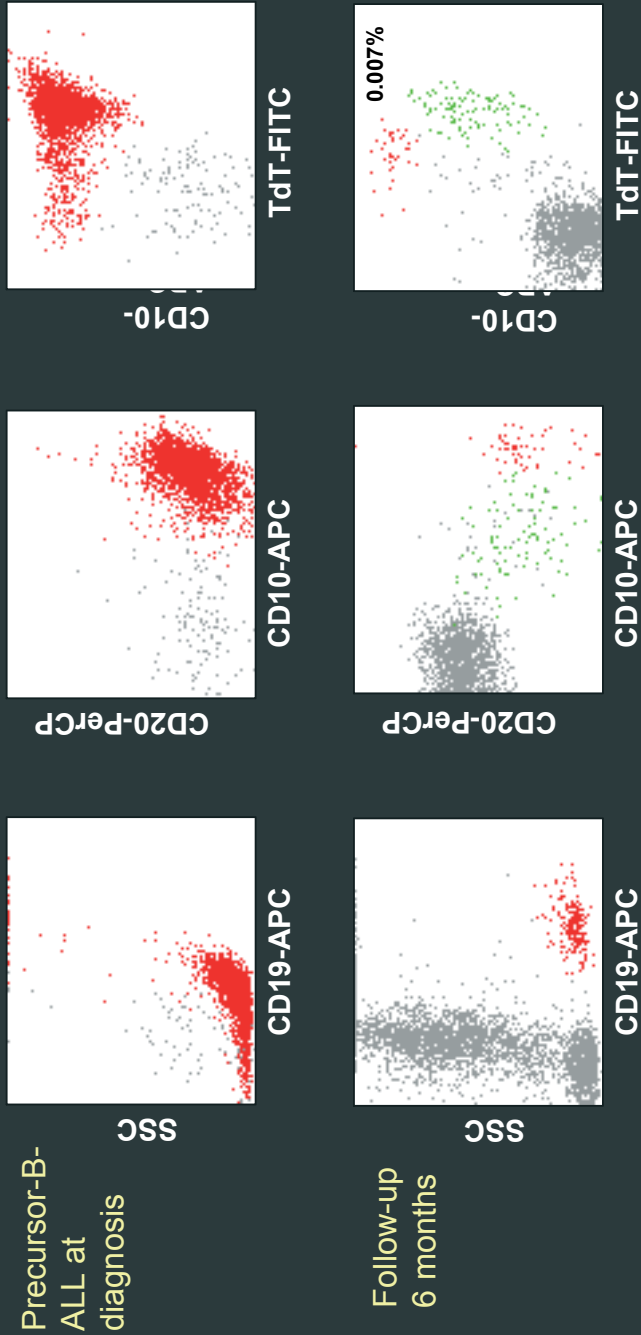 Precursor-B-
ALL at
diagnosis
SSC
CD19-APC
CD20-PerCP
CD10-APC
CD10-
TdT-FITC
Follow-up
6 months
SSC
CD19-APC
CD20-PerCP
CD10-APC
CD10-
TdT-FITC
0.007%